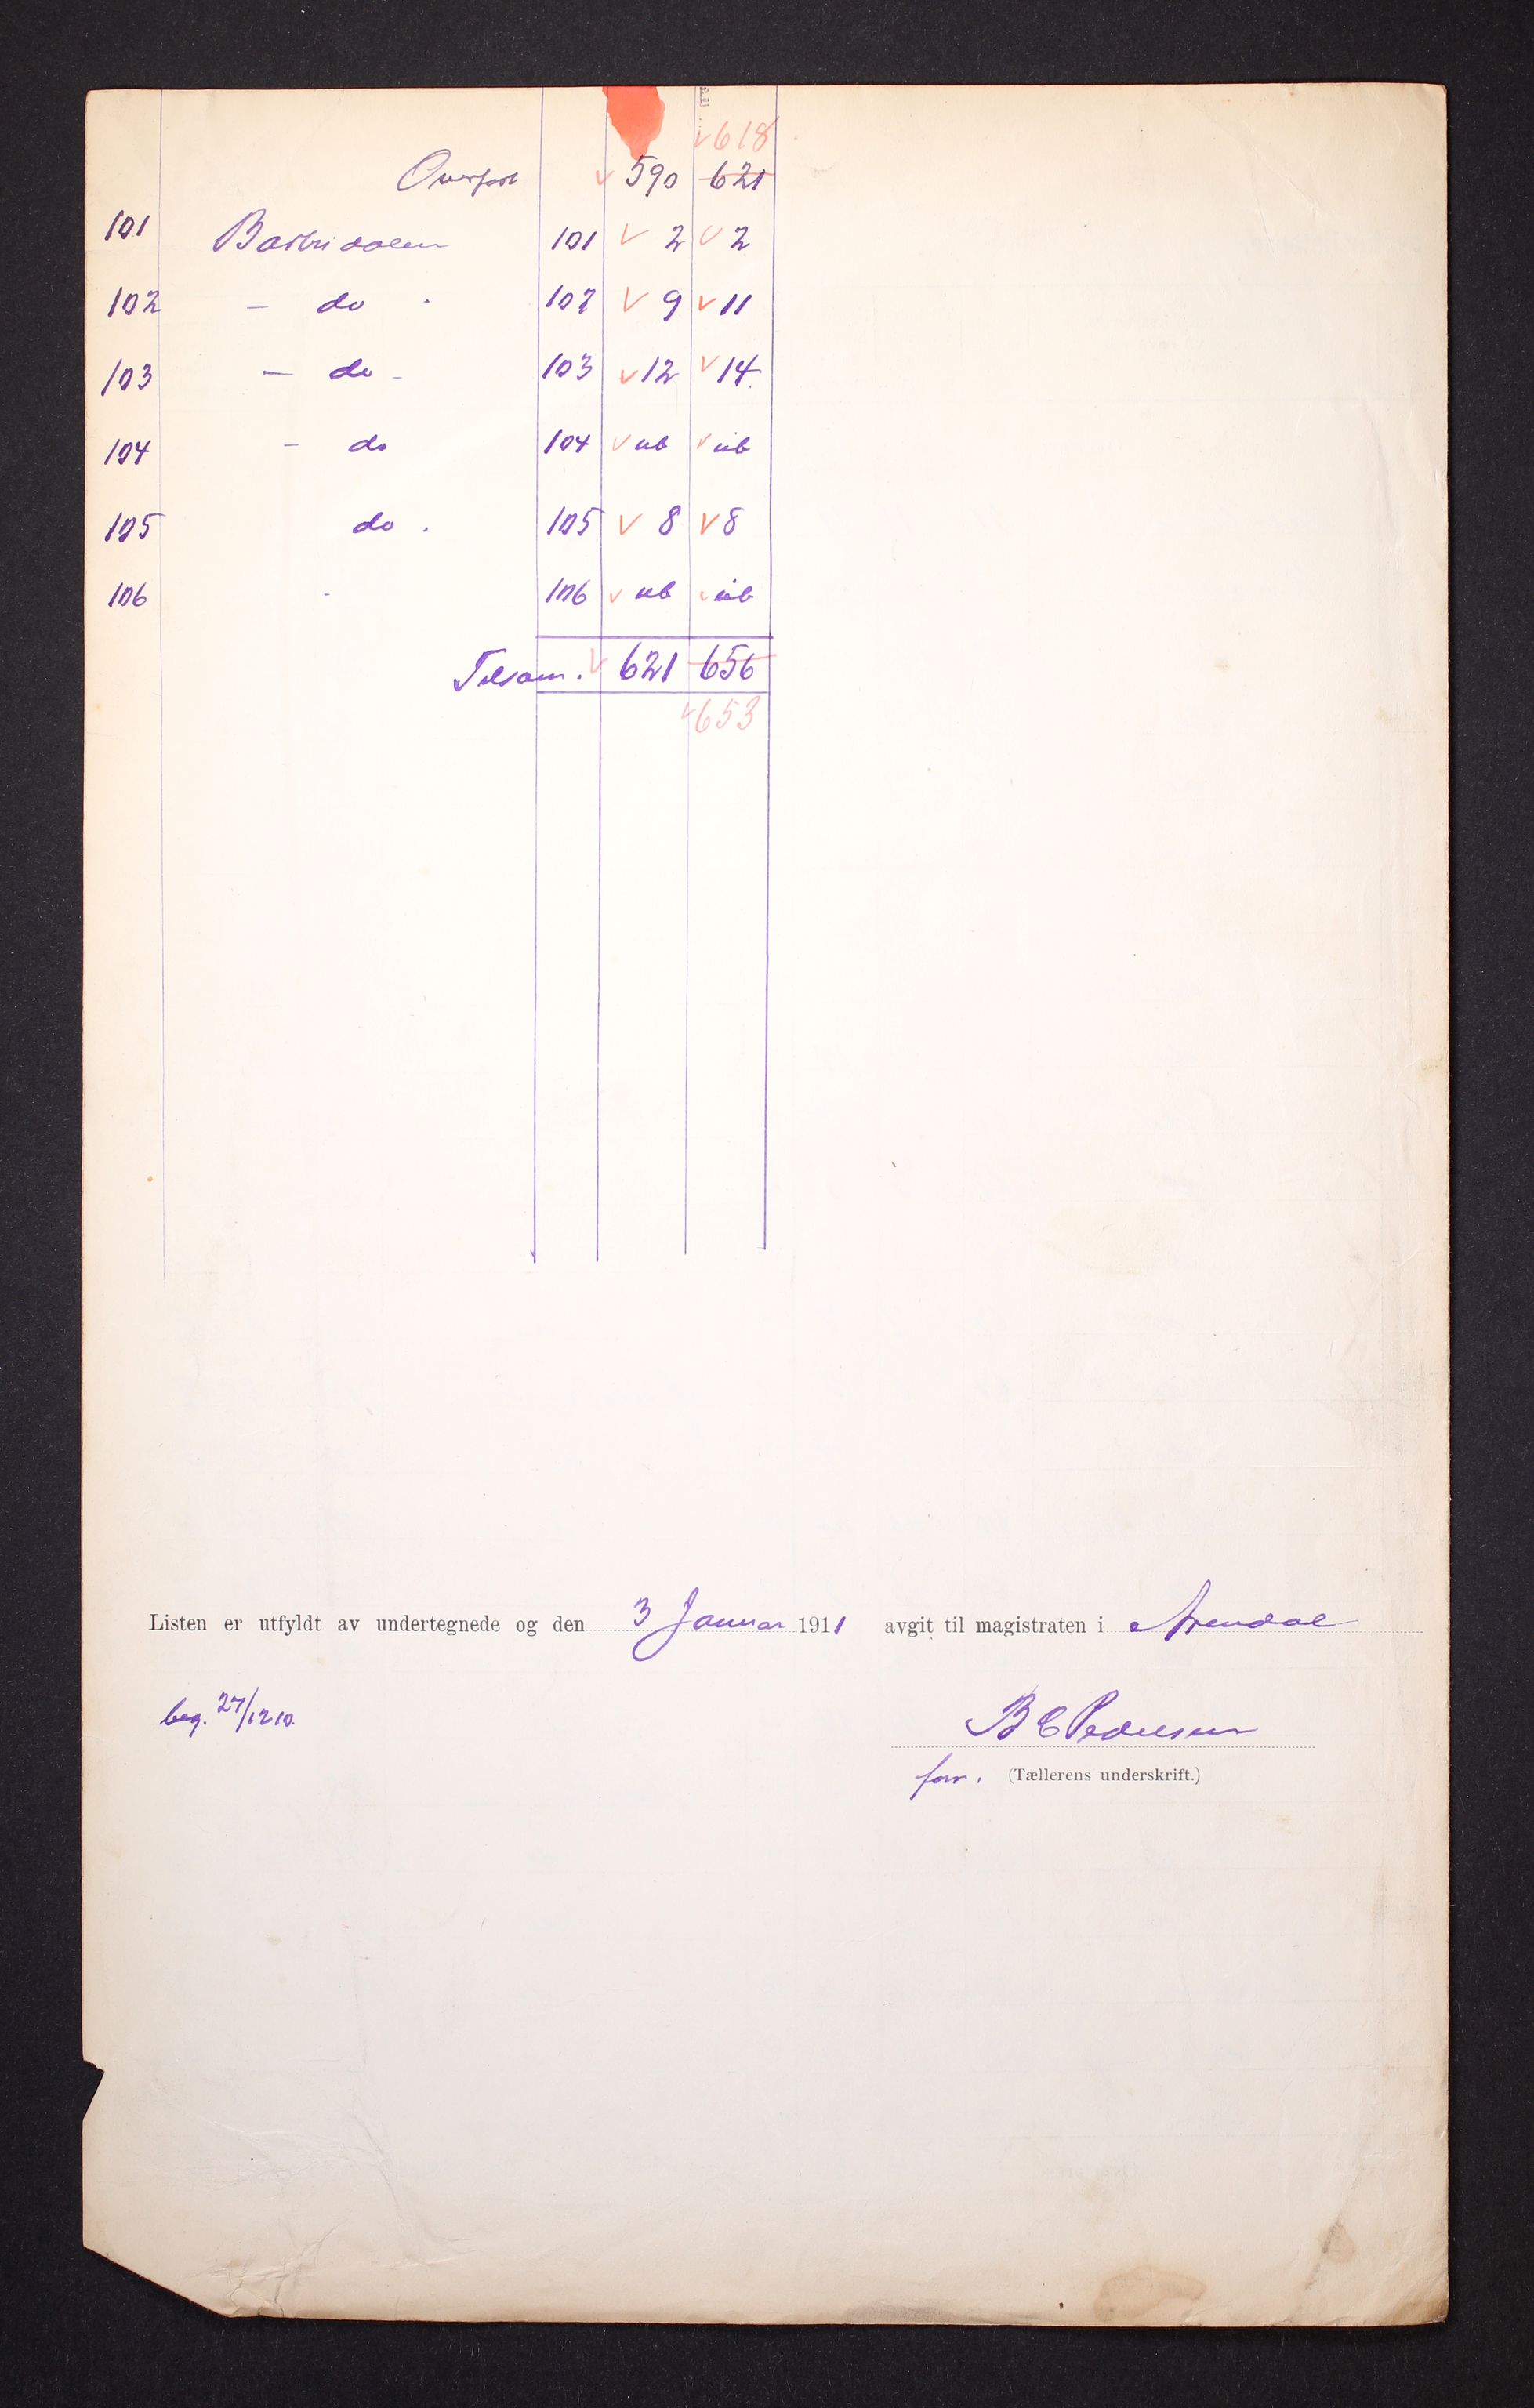 618
Overført 590 621
101 Barbudalen 101 2 2
102 - do - 102 9 11
103 - do - 103 12 14
104 - do 104 ub ub
105 do . 105 8 8
106 - 106 ub ub
Tilsam. 621 656
653
Listen er utfyldt av undertegnede og den 3 Januar 1911 avgit til magistraten i Arendal
beg. 27/12 10.
B C Pedersen
forr. (Tællerens underskrift.)